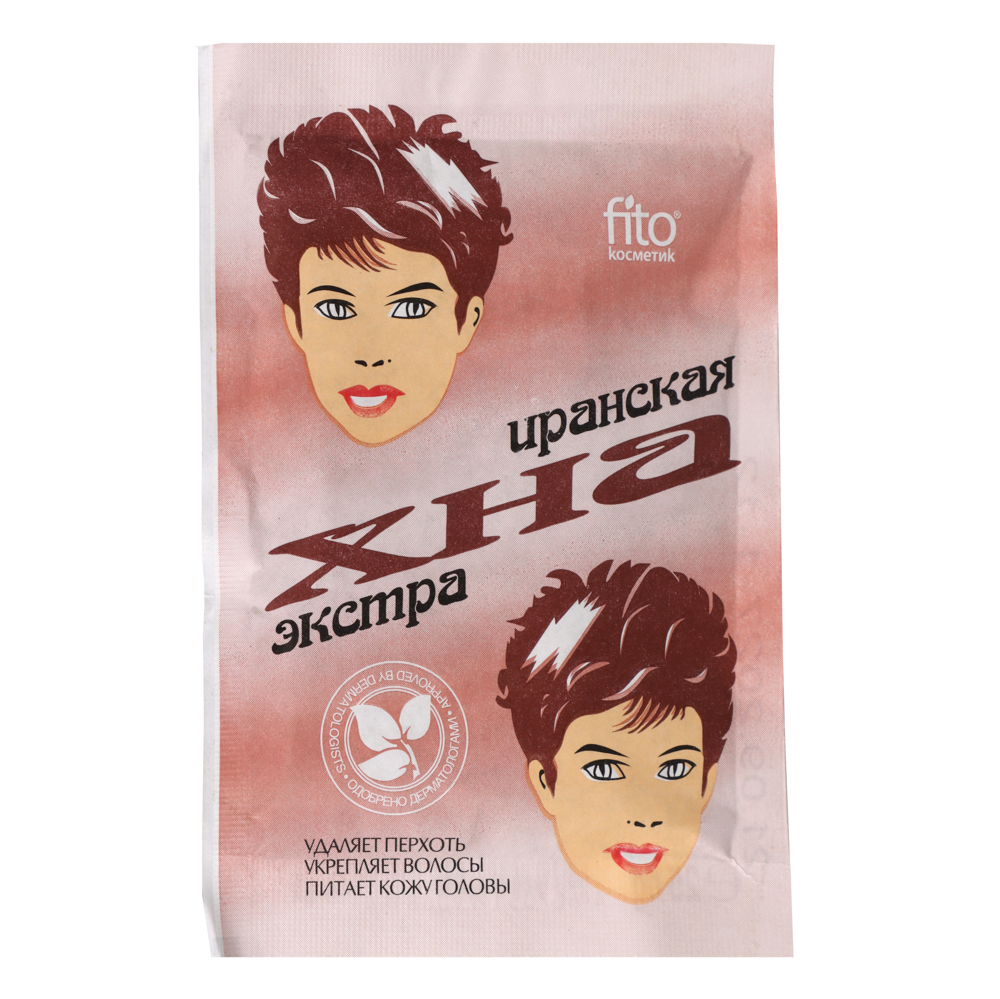 fito®
косметик
иранская
хна
экстра
APPROVED BY DERMATOLOGISTS • ОДОБРЕНО ДЕРМАТОЛОГАМИ •
УДАЛЯЕТ ПЕРХОТЬ
УКРЕПЛЯЕТ ВОЛОСЫ
ПИТАЕТ КОЖУ ГОЛОВЫ